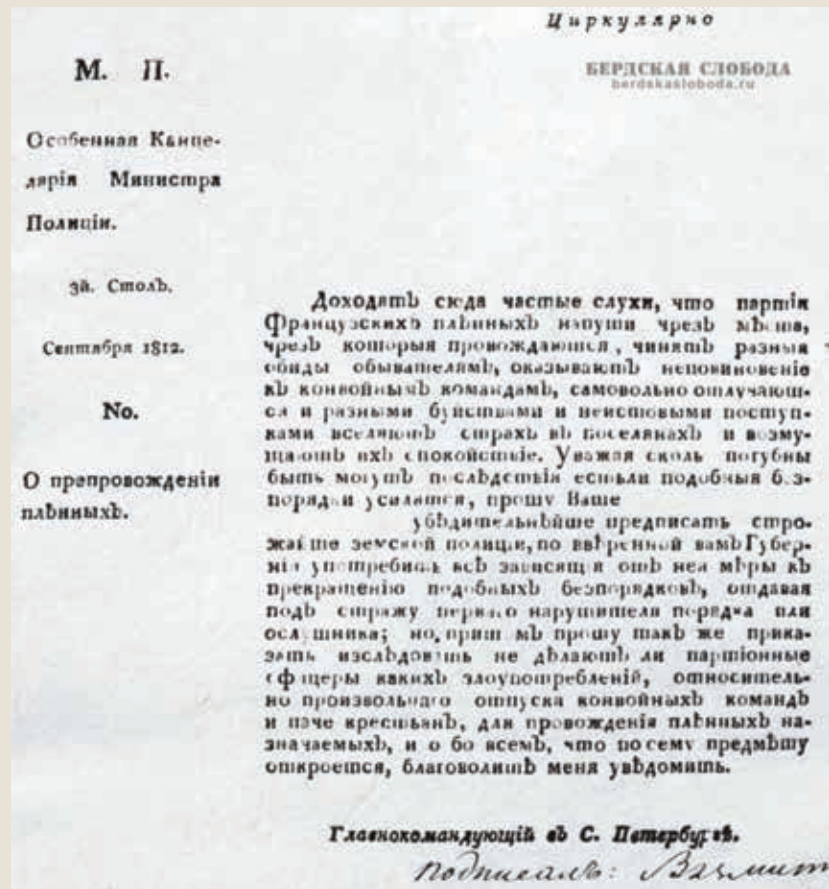 Циркулярно
БЕРДСКАЯ СЛОБОДА
berdskasloboda.ru
М. П.
Особенная Канце-
лярія Министра
Полиціи.
за. Столъ.
Сентября 1812.
No.
О препровожденіи
плѣнныхъ.
Доходятъ сюда частые слухи, что партіи
Французскихъ плѣнныхъ напути чрезъ мѣста,
чрезъ которыя провождаются, чинятъ разныя
обиды обывателямъ, оказываютъ неповиновеніе
къ конвойнымъ командамъ, самовольно отлучают-
ся и разными буйствами и неистовыми поступ-
ками вселяютъ страхъ въ поселянахъ и возму-
щаютъ ихъ спокойствіе. Уважая сколь погубны
быть могутъ послѣдствія естьли подобныя без-
порядки усилятся, прошу Ваше
убѣдительнѣйше предписать стро-
жайше земской полиціи, по ввѣренной вамъ Губер-
ніи употребить всѣ зависящія отъ нея мѣры къ
прекращенію подобныхъ безпорядковъ, отдавая
подъ стражу перваго нарушителя порядка или
ослушника; но, притомъ прошу такъ же прика-
зать изслѣдовать не дѣлаютъ ли партіонные
офицеры какихъ злоупотребленій, относитель-
но произвольнаго отпуска конвойныхъ командъ
и паче крестьянъ, для провожденія плѣнныхъ на-
значаемыхъ, и о бо всемъ, что по сему предмѣту
откроется, благоволитъ меня увѣдомить.
Главнокомандующій въ С. Петербургѣ.
Подписалъ: